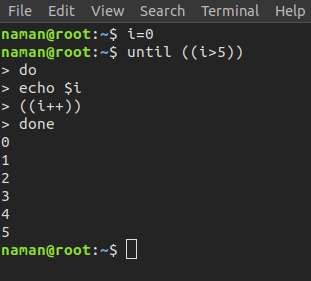 File Edit View Search Terminal Help
naman@root:~$ i=0
naman@root:~$ until ((i>5))
> do
> echo $i
> ((i++))
> done
0
1
2
3
4
5
naman@root:~$